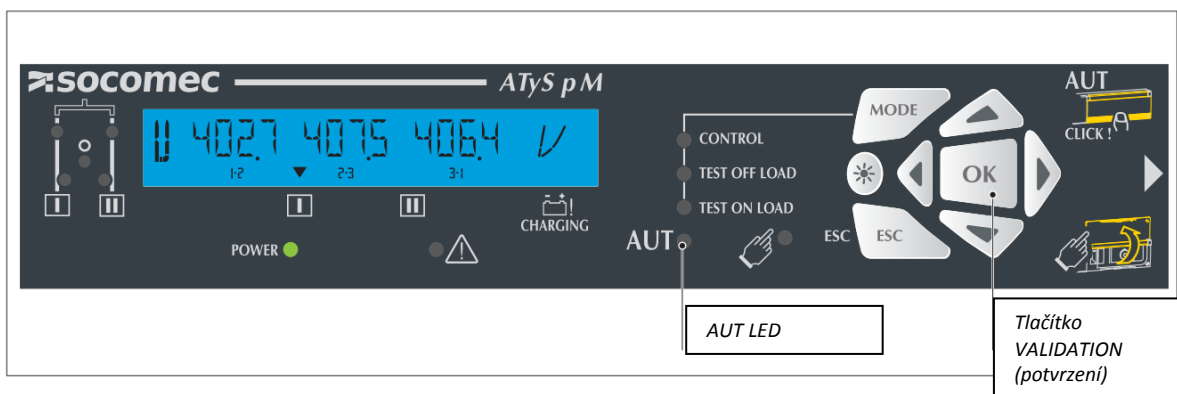 socomec
ATyS p M
AUT
CLICK !
U 402.7 407.5 406.4 V
1-2 2-3 3-1
I II
I II
CHARGING
POWER
CONTROL
TEST OFF LOAD
TEST ON LOAD
AUT
MODE
OK
ESC ESC
AUT LED
Tlačítko
VALIDATION
(potvrzení)